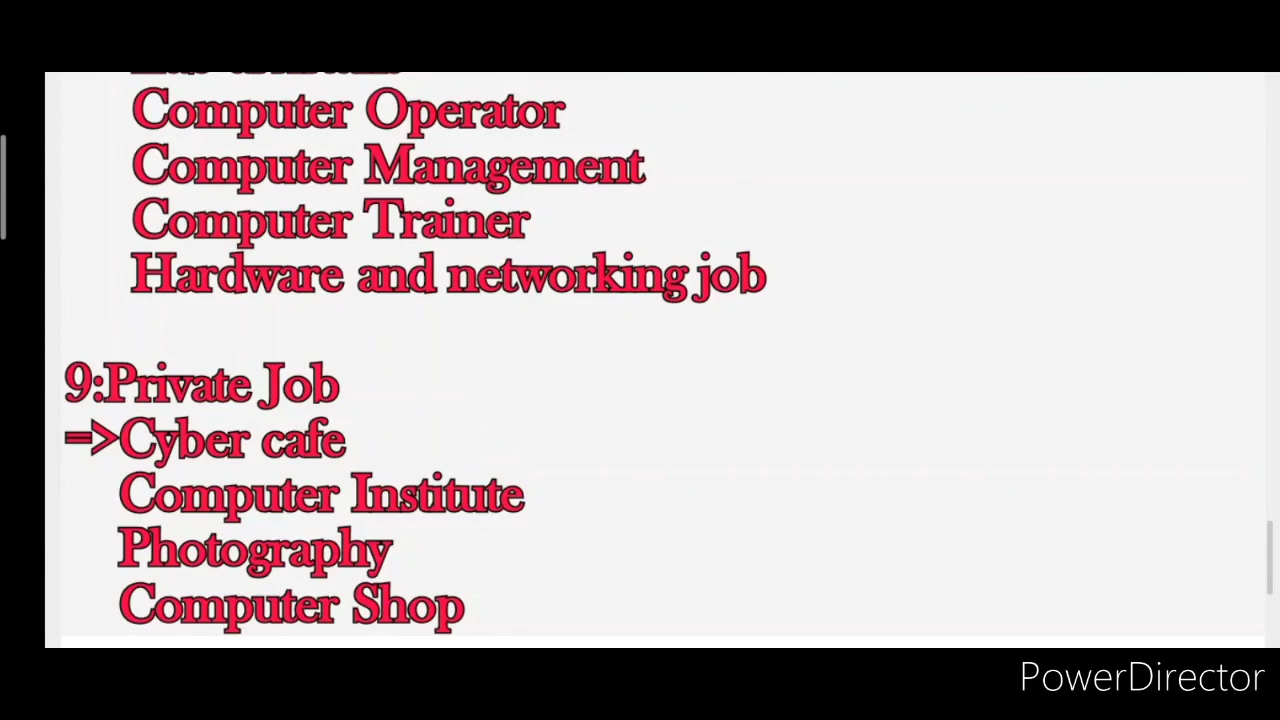 Computer Operator
Computer Management
Computer Trainer
Hardware and networking job
9:Private Job
=>Cyber cafe
Computer Institute
Photography
Computer Shop
PowerDirector